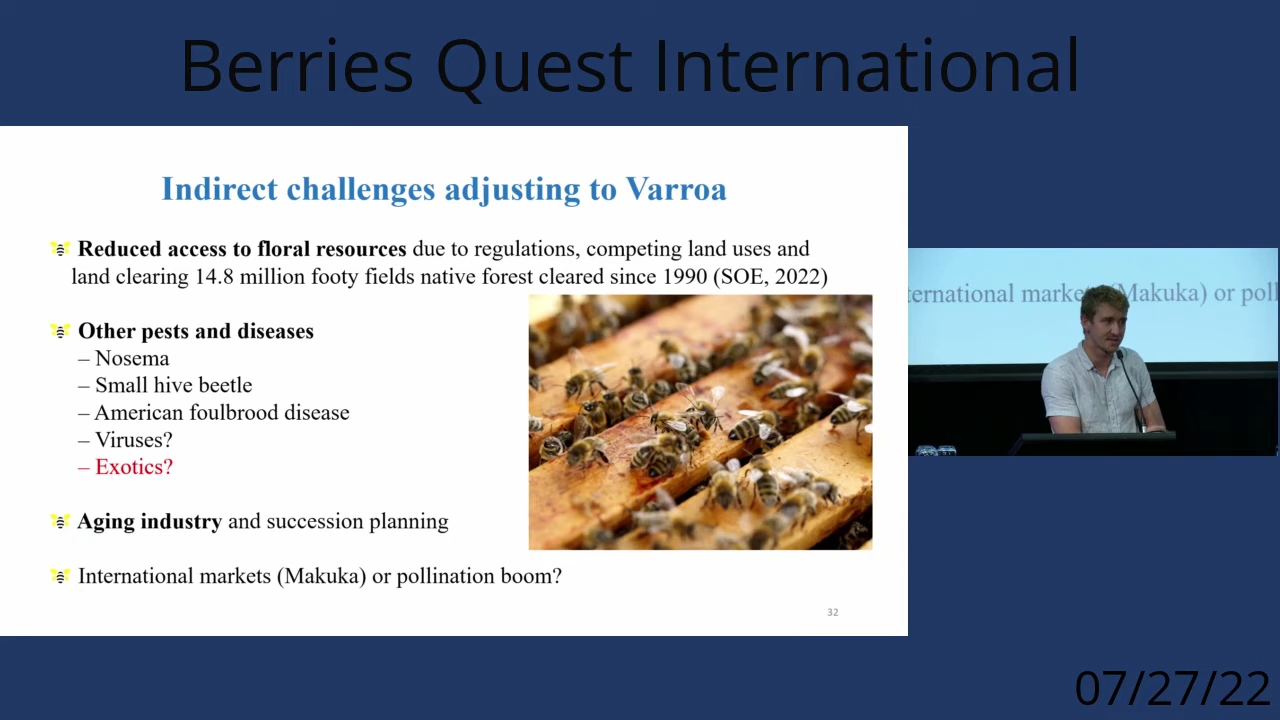 Berries Quest International
Indirect challenges adjusting to Varroa
Reduced access to floral resources due to regulations, competing land uses and
land clearing 14.8 million footy fields native forest cleared since 1990 (SOE, 2022)
Other pests and diseases
– Nosema
– Small hive beetle
– American foulbrood disease
– Viruses?
– Exotics?
Aging industry and succession planning
International markets (Makuka) or pollination boom?
32
ternational marke (Makuka) or poll
07/27/22